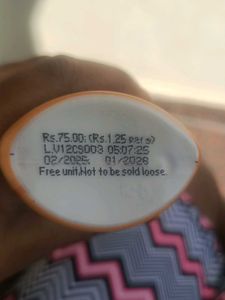 Rs.75.00; (Rs.1.25 per g)
L.V12CS003 05:07:25
02/2025; 01/2028
Free unit.Not to be sold loose.